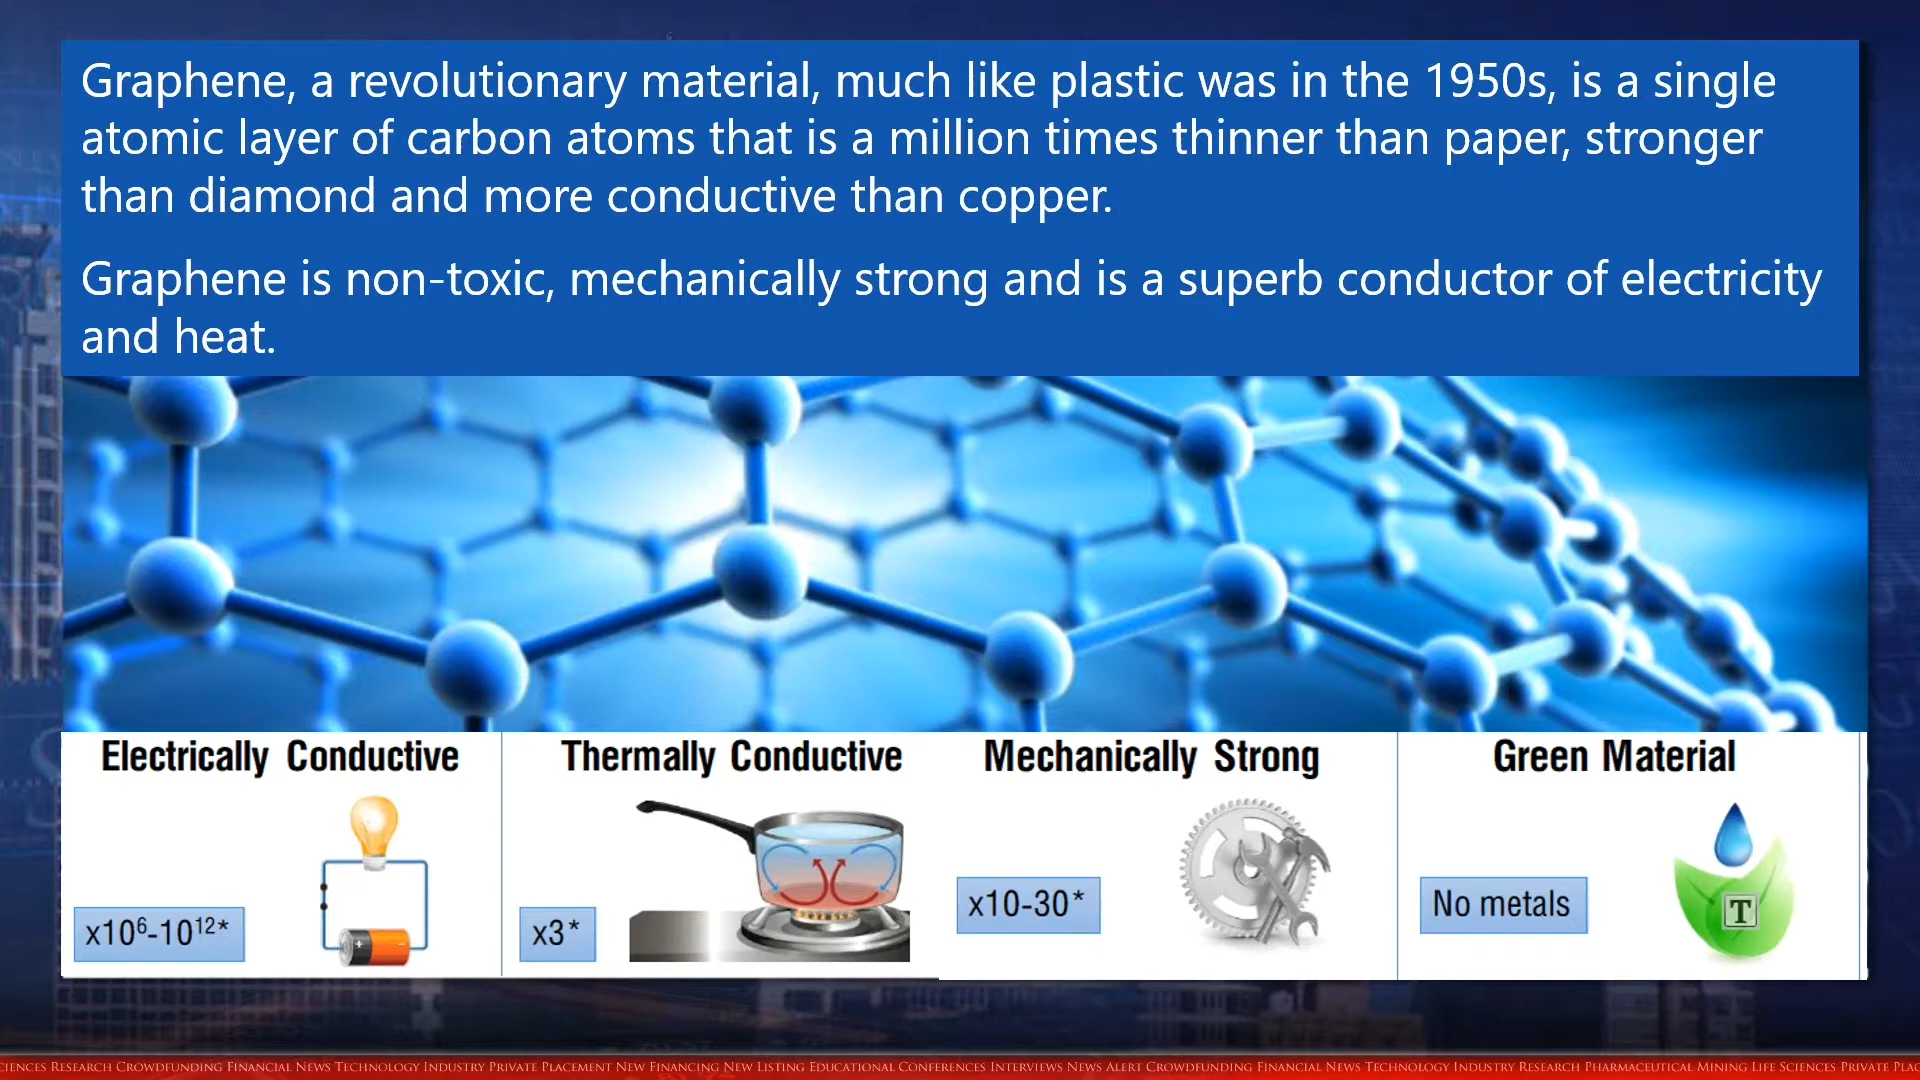 Graphene, a revolutionary material, much like plastic was in the 1950s, is a single
atomic layer of carbon atoms that is a million times thinner than paper, stronger
than diamond and more conductive than copper.
Graphene is non-toxic, mechanically strong and is a superb conductor of electricity
and heat.
Electrically Conductive
x10⁶-10¹²*
Thermally Conductive
x3*
Mechanically Strong
x10-30*
Green Material
No metals
T
CIENCES RESEARCH CROWDFUNDING FINANCIAL NEWS TECHNOLOGY INDUSTRY PRIVATE PLACEMENT NEW FINANCING NEW LISTING EDUCATIONAL CONFERENCES INTERVIEWS NEWS ALERT CROWDFUNDING FINANCIAL NEWS TECHNOLOGY INDUSTRY RESEARCH PHARMACEUTICAL MINING LIFE SCIENCES PRIVATE PLAC